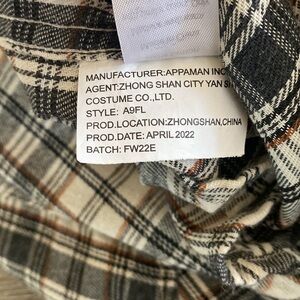 MANUFACTURER:APPAMAN INC
AGENT:ZHONG SHAN CITY YAN
COSTUME CO.,LTD.
STYLE: A9FL
PROD.LOCATION:ZHONGSHAN,CHINA
PROD.DATE: APRIL 2022
BATCH: FW22E